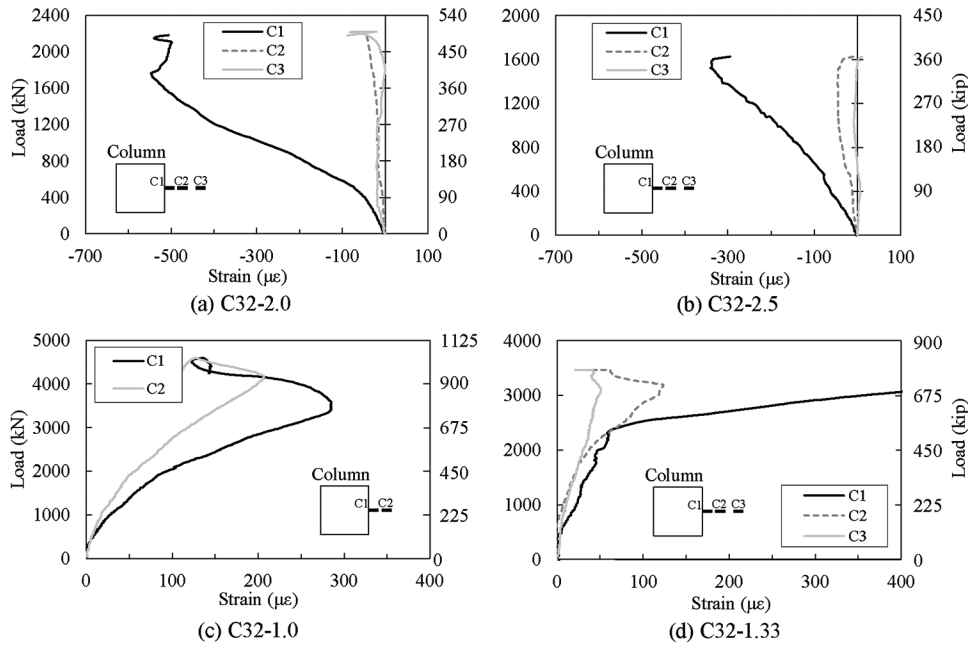 2400
2000
1600
1200
800
400
0
Load (kN)
540
450
360
270
180
90
0
C1
C2
C3
Column
C1 C2 C3
-700 -500 -300 -100 100
Strain (με)
(a) C32-2.0
2000
1600
1200
800
400
0
Load (kN)
450
360
270
180
90
Load (kip)
C1
C2
C3
Column
C1 C2 C3
-700 -500 -300 -100 100
Strain (με)
(b) C32-2.5
5000
4000
3000
2000
1000
0
Load (kN)
1125
900
675
450
225
0
C1
C2
Column
C1 C2
0 100 200 300 400
Strain (με)
(c) C32-1.0
4000
3000
2000
1000
0
Load (kN)
900
675
450
225
0
Load (kip)
Column
C1 C2 C3
C1
C2
C3
0 100 200 300 400
Strain (με)
(d) C32-1.33